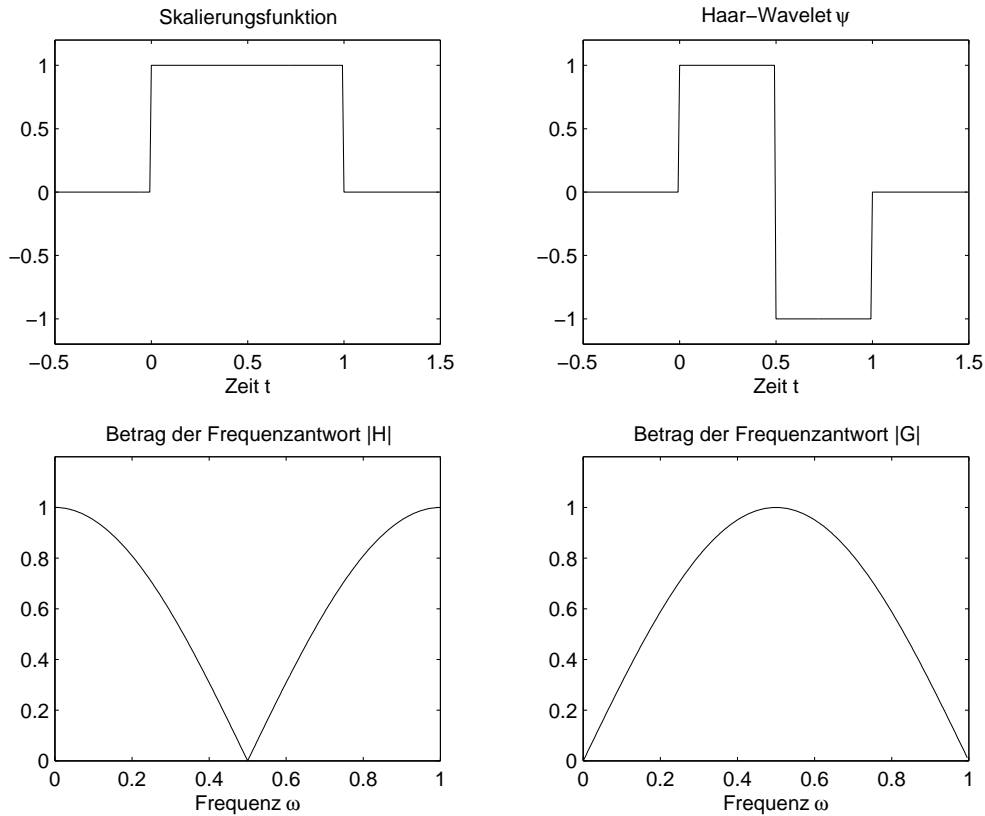 Skalierungsfunktion
1
0.5
0
−0.5
−1
−0.5 0 0.5 1 1.5
Zeit t
Haar−Wavelet ψ
1
0.5
0
−0.5
−1
−0.5 0 0.5 1 1.5
Zeit t
Betrag der Frequenzantwort |H|
1
0.8
0.6
0.4
0.2
0
0 0.2 0.4 0.6 0.8 1
Frequenz ω
Betrag der Frequenzantwort |G|
1
0.8
0.6
0.4
0.2
0
0 0.2 0.4 0.6 0.8 1
Frequenz ω